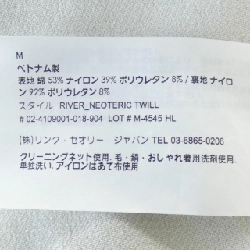 M
ベトナム製
表地 綿 53% ナイロン 39% ポリウレタン 8% / 裏地 ナイロ
ン 92% ポリウレタン 8%
スタイル RIVER_NEOTERIC TWILL
# 02-4109001-018-904 LOT # M-4545 HL
(株)リンク・セオリー ジャパン TEL 03-6865-0206
クリーニングネット使用. 毛・絹・おしゃれ着用洗剤使用.
単独洗い. アイロンはあて布使用